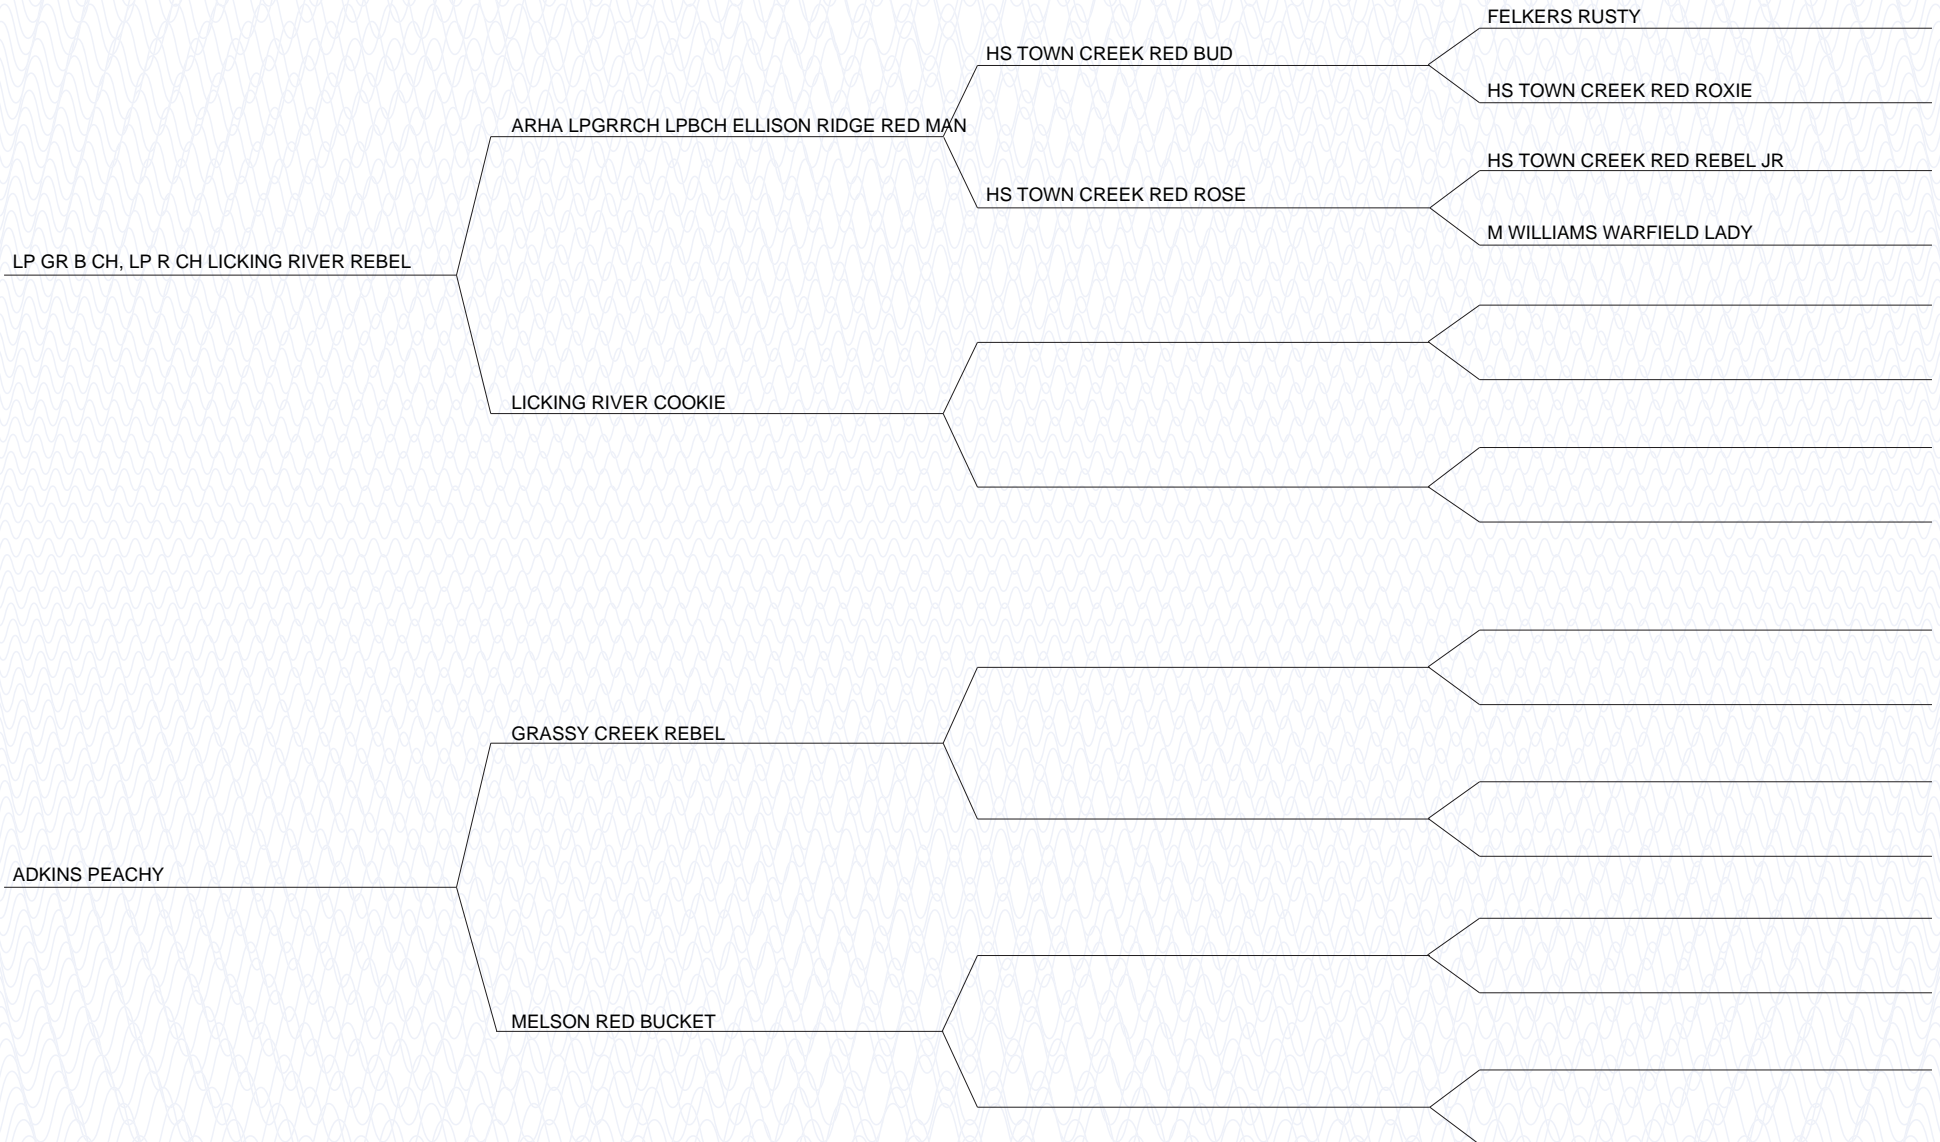 FELKERS RUSTY
HS TOWN CREEK RED BUD
HS TOWN CREEK RED ROXIE
ARHA LPGRRCH LPBCH ELLISON RIDGE RED MAN
HS TOWN CREEK RED REBEL JR
HS TOWN CREEK RED ROSE
M WILLIAMS WARFIELD LADY
LP GR B CH, LP R CH LICKING RIVER REBEL
LICKING RIVER COOKIE
GRASSY CREEK REBEL
ADKINS PEACHY
MELSON RED BUCKET